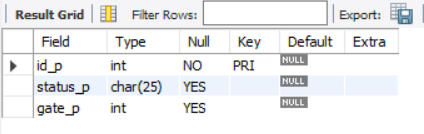 Result Grid Filter Rows: Export:
Field Type Null Key Default Extra
id_p int NO PRI NULL
status_p char(25) YES NULL
gate_p int YES NULL